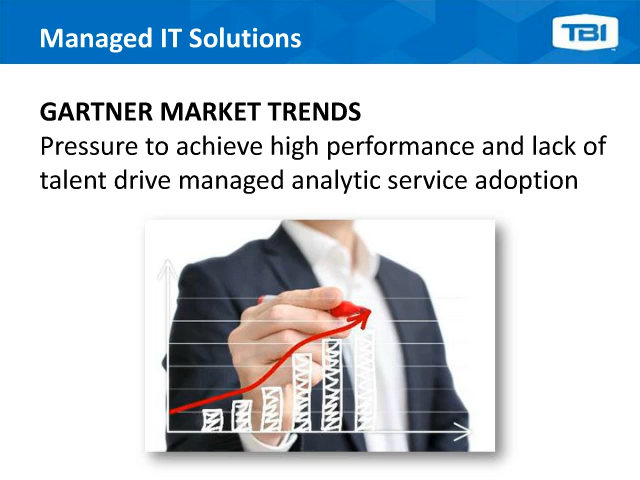 Managed IT Solutions
TBI
GARTNER MARKET TRENDS
Pressure to achieve high performance and lack of
talent drive managed analytic service adoption